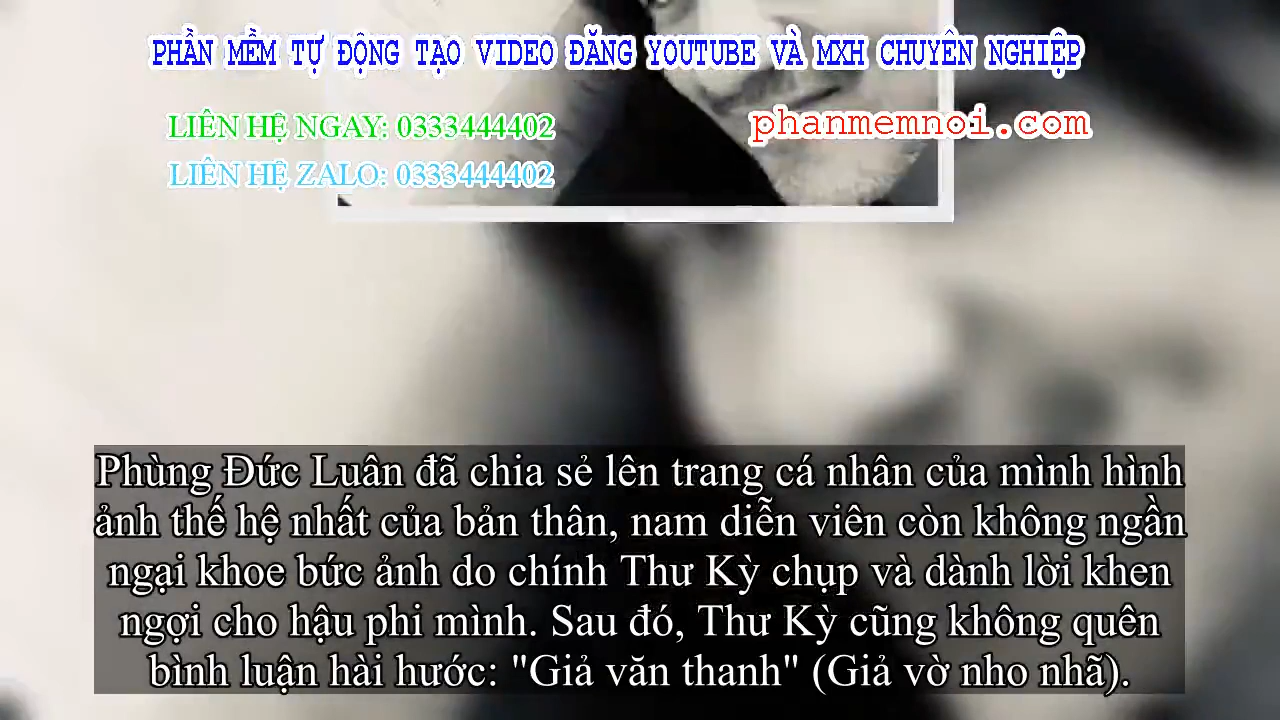 PHẦN MỀM TỰ ĐỘNG TẠO VIDEO ĐĂNG YOUTUBE VÀ MXH CHUYÊN NGHIỆP
LIÊN HỆ NGAY: 0333444402
phanmemnoi.com
LIÊN HỆ ZALO: 0333444402
Phùng Đức Luân đã chia sẻ lên trang cá nhân của mình hình
ảnh thế hệ nhất của bản thân, nam diễn viên còn không ngần
ngại khoe bức ảnh do chính Thư Kỳ chụp và dành lời khen
ngợi cho hậu phi mình. Sau đó, Thư Kỳ cũng không quên
bình luận hài hước: "Giả văn thanh" (Giả vờ nho nhã).